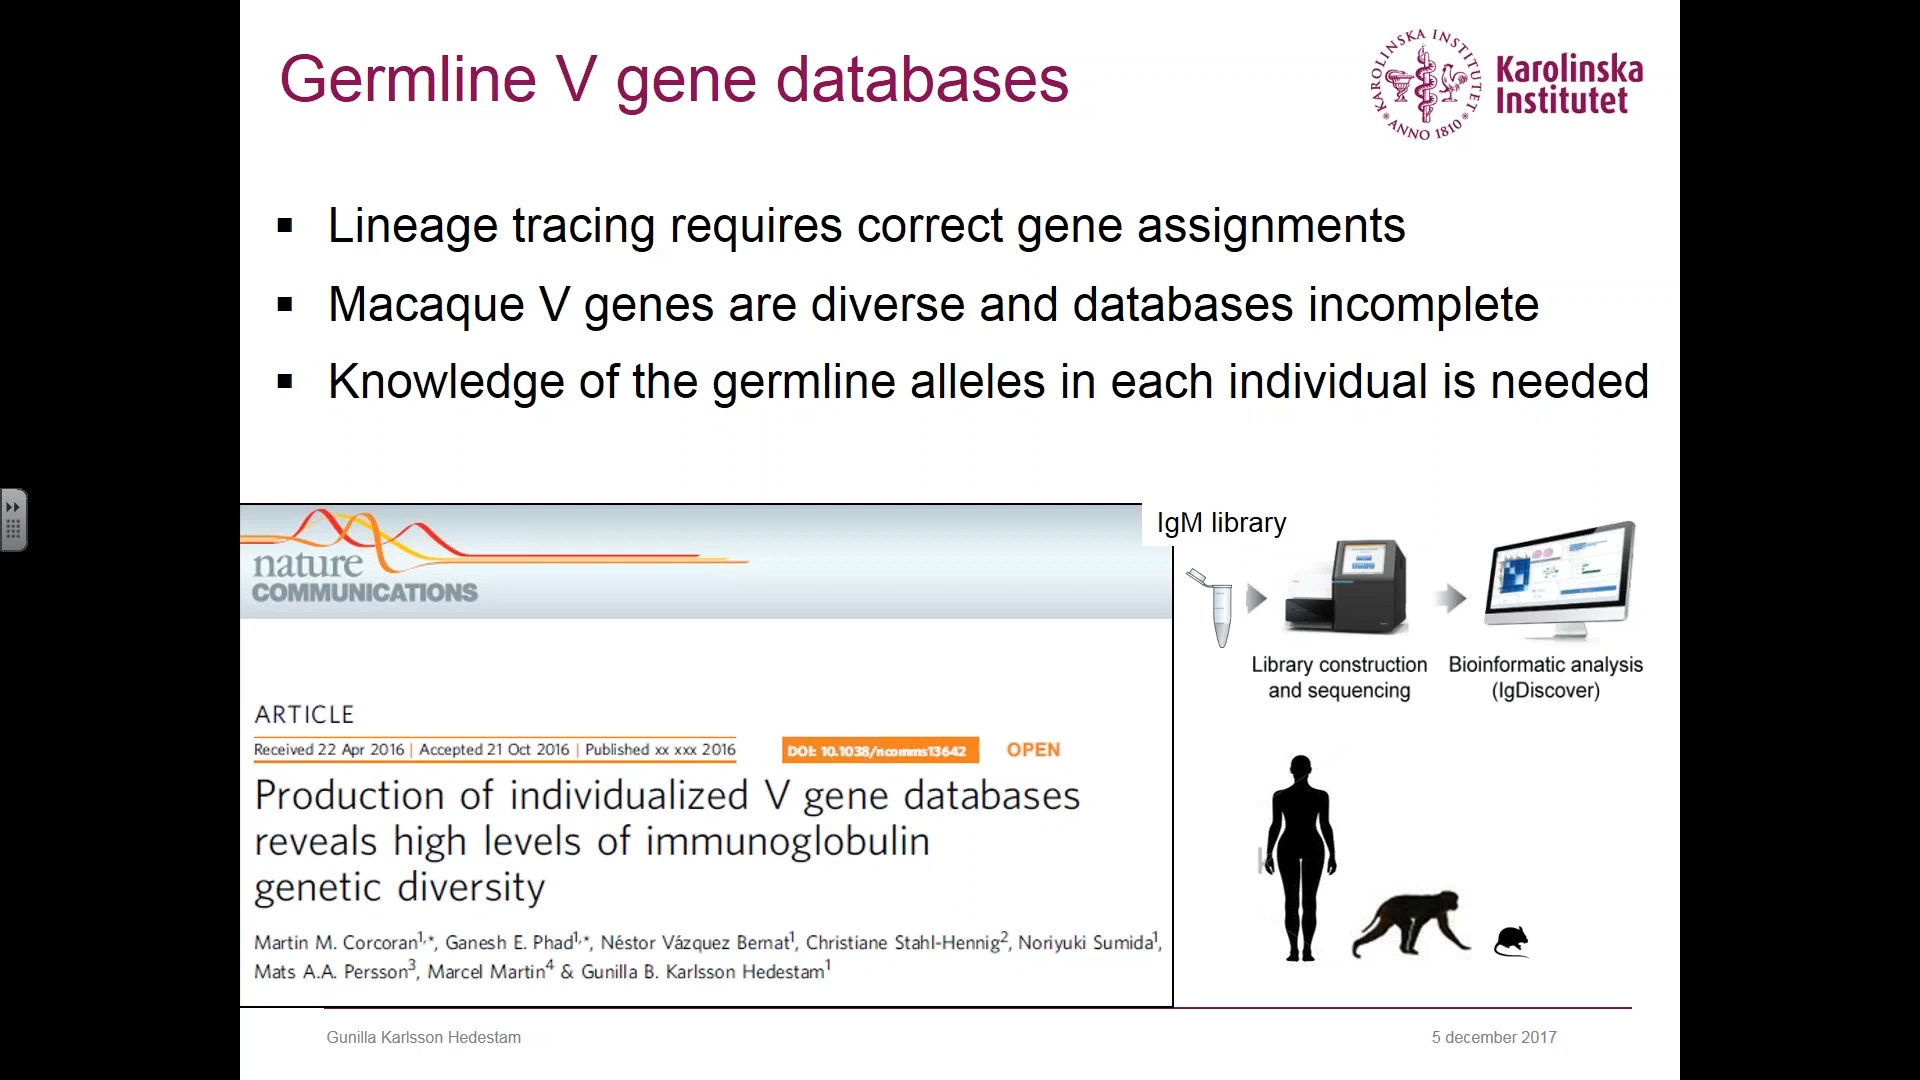 Germline V gene databases
KAROLINSKA INSTITUTET
ANNO 1810
Karolinska
Institutet
▪ Lineage tracing requires correct gene assignments
▪ Macaque V genes are diverse and databases incomplete
▪ Knowledge of the germline alleles in each individual is needed
nature
COMMUNICATIONS
ARTICLE
Received 22 Apr 2016 | Accepted 21 Oct 2016 | Published xx xxx 2016
DOI: 10.1038/ncomms13642
OPEN
Production of individualized V gene databases
reveals high levels of immunoglobulin
genetic diversity
Martin M. Corcoran1,*, Ganesh E. Phad1,*, Néstor Vázquez Bernat1, Christiane Stahl-Hennig2, Noriyuki Sumida1,
Mats A.A. Persson3, Marcel Martin4 & Gunilla B. Karlsson Hedestam1
IgM library
Library construction
and sequencing
Bioinformatic analysis
(IgDiscover)
Gunilla Karlsson Hedestam
5 december 2017